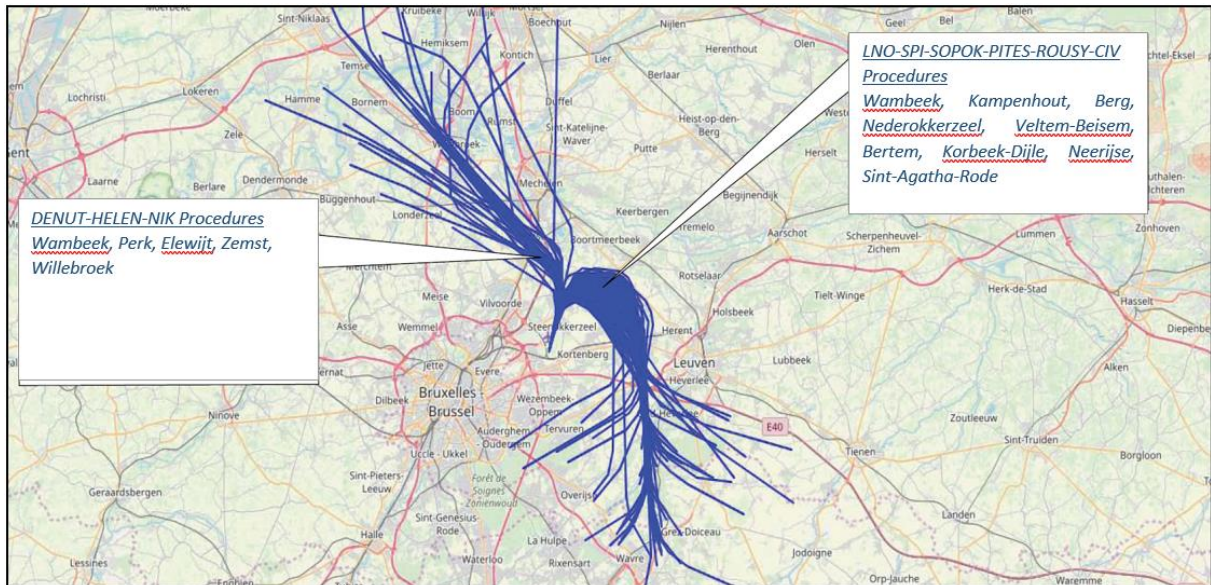 Kruibeke
Wilrijk
Boechout
Nijlen
Geel
Bel
Balen
Sint-Niklaas
Hemiksem
Kontich
Lier
Herenthout
Olen
Temse
Berlaar
Lochristi
Lokeren
Hamme
Bornem
Boom
Rumst
Duffel
Heist-op-den-
Berg
Zele
Sint-Katelijne-
Waver
Putte
Herselt
Laarne
Berlare
Dendermonde
Mechelen
Begijnendijk
Buggenhout
Londerzeel
Keerbergen
Tremelo
Aarschot
Scherpenheuvel-
Zichem
Lummen
Zonhoven
Boortmeerbeek
Merchtem
Rotselaar
Tielt-Winge
Herk-de-Stad
Hasselt
Meise
Vilvoorde
Asse
Wemmel
Steenokkerzeel
Holsbeek
Herent
Diepenbeek
Kortenberg
Leuven
Lubbeek
Ternat
Jette
Evere
Heverlee
Alken
Bruxelles -
Brussel
Dilbeek
Wezembeek-
Oppem
Ninove
Zoutleeuw
Auderghem
- Oudergem
Tervuren
E40
Sint-Truiden
Uccle - Ukkel
Tienen
Borgloon
Sint-Pieters-
Leeuw
Forêt de
Soignes
Zoniënwoud
Overijse
Geraardsbergen
Landen
Sint-Genesius-
Rode
Halle
La Hulpe
Grez-Doiceau
Jodoigne
Lessines
Waterloo
Rixensart
Wavre
Orp-Jauche
Waremme
Enghien
LNO-SPI-SOPOK-PITES-ROUSY-CIV
Procedures
Wambeek, Kampenhout, Berg,
Nederokkerzeel, Veltem-Beisem,
Bertem, Korbeek-Dijle, Neerijse,
Sint-Agatha-Rode
DENUT-HELEN-NIK Procedures
Wambeek, Perk, Elewijt, Zemst,
Willebroek